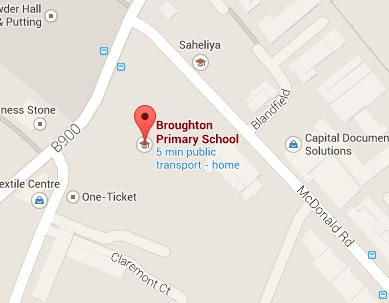 wder Hall
& Putting
Saheliya
Blandfield
ness Stone
B900
Broughton
Primary School
5 min public
transport - home
Capital Documen
Solutions
extile Centre
One-Ticket
McDonald Rd
Claremont Ct